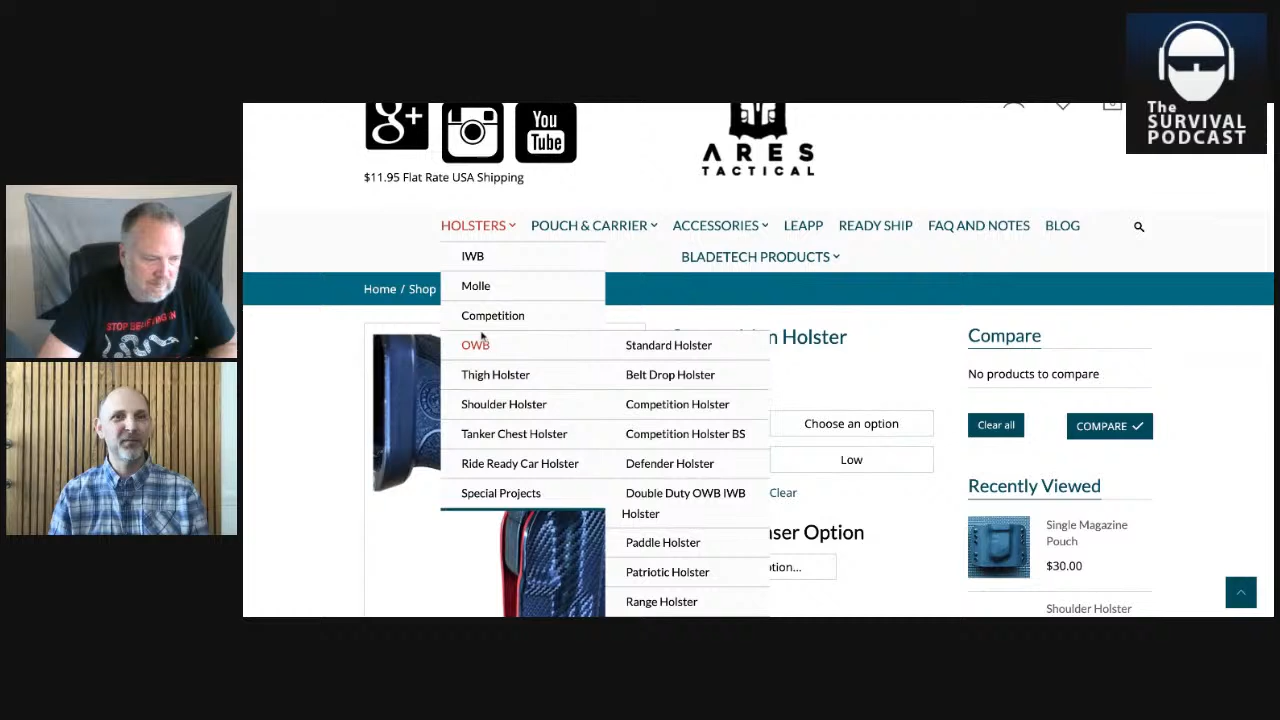 The
SURVIVAL
PODCAST
g+
You
Tube
ARES
TACTICAL
$11.95 Flat Rate USA Shipping
HOLSTERS
POUCH & CARRIER
ACCESSORIES
LEAPP
READY SHIP
FAQ AND NOTES
BLOG
BLADETECH PRODUCTS
Home / Shop
IWB
Molle
Competition
OWB
Thigh Holster
Shoulder Holster
Tanker Chest Holster
Ride Ready Car Holster
Special Projects
Standard Holster
Belt Drop Holster
Competition Holster
Competition Holster BS
Defender Holster
Double Duty OWB IWB
Holster
Paddle Holster
Patriotic Holster
Range Holster
Holster
Choose an option
Low
Clear
Option
Compare
No products to compare
Clear all
COMPARE
Recently Viewed
Single Magazine
Pouch
$30.00
Shoulder Holster